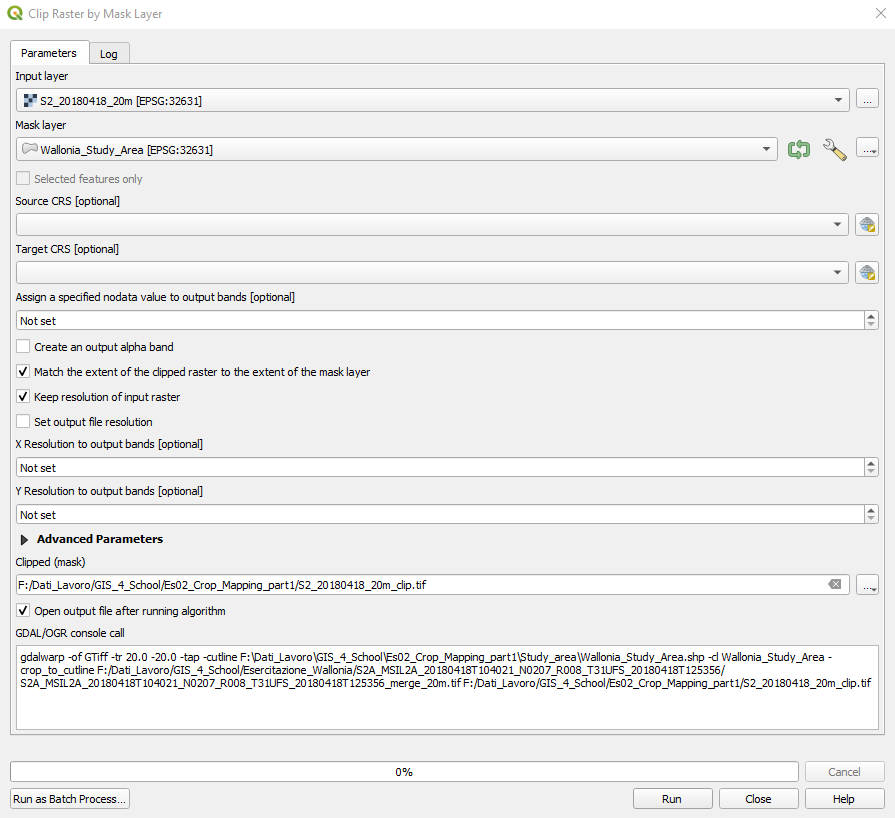 Clip Raster by Mask Layer
Parameters
Log
Input layer
S2_20180418_20m [EPSG:32631]
...
Mask layer
Wallonia_Study_Area [EPSG:32631]
...
Selected features only
Source CRS [optional]
Target CRS [optional]
Assign a specified nodata value to output bands [optional]
Not set
Create an output alpha band
Match the extent of the clipped raster to the extent of the mask layer
Keep resolution of input raster
Set output file resolution
X Resolution to output bands [optional]
Not set
Y Resolution to output bands [optional]
Not set
Advanced Parameters
Clipped (mask)
F:/Dati_Lavoro/GIS_4_School/Es02_Crop_Mapping_part1/S2_20180418_20m_clip.tif
...
Open output file after running algorithm
GDAL/OGR console call
gdalwarp -of GTiff -tr 20.0 -20.0 -tap -cutline F:\Dati_Lavoro\GIS_4_School\Es02_Crop_Mapping_part1\Study_area\Wallonia_Study_Area.shp -cl Wallonia_Study_Area -
crop_to_cutline F:/Dati_Lavoro/GIS_4_School/Esercitazione_Wallonia/S2A_MSIL2A_20180418T104021_N0207_R008_T31UFS_20180418T125356/
S2A_MSIL2A_20180418T104021_N0207_R008_T31UFS_20180418T125356_merge_20m.tif F:/Dati_Lavoro/GIS_4_School/Es02_Crop_Mapping_part1/S2_20180418_20m_clip.tif
0%
Cancel
Run as Batch Process...
Run
Close
Help